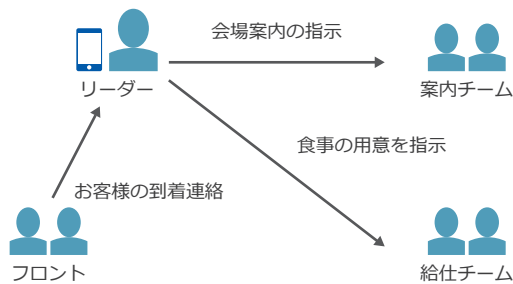 会場案内の指示
リーダー
案内チーム
食事の用意を指示
お客様の到着連絡
フロント
給仕チーム